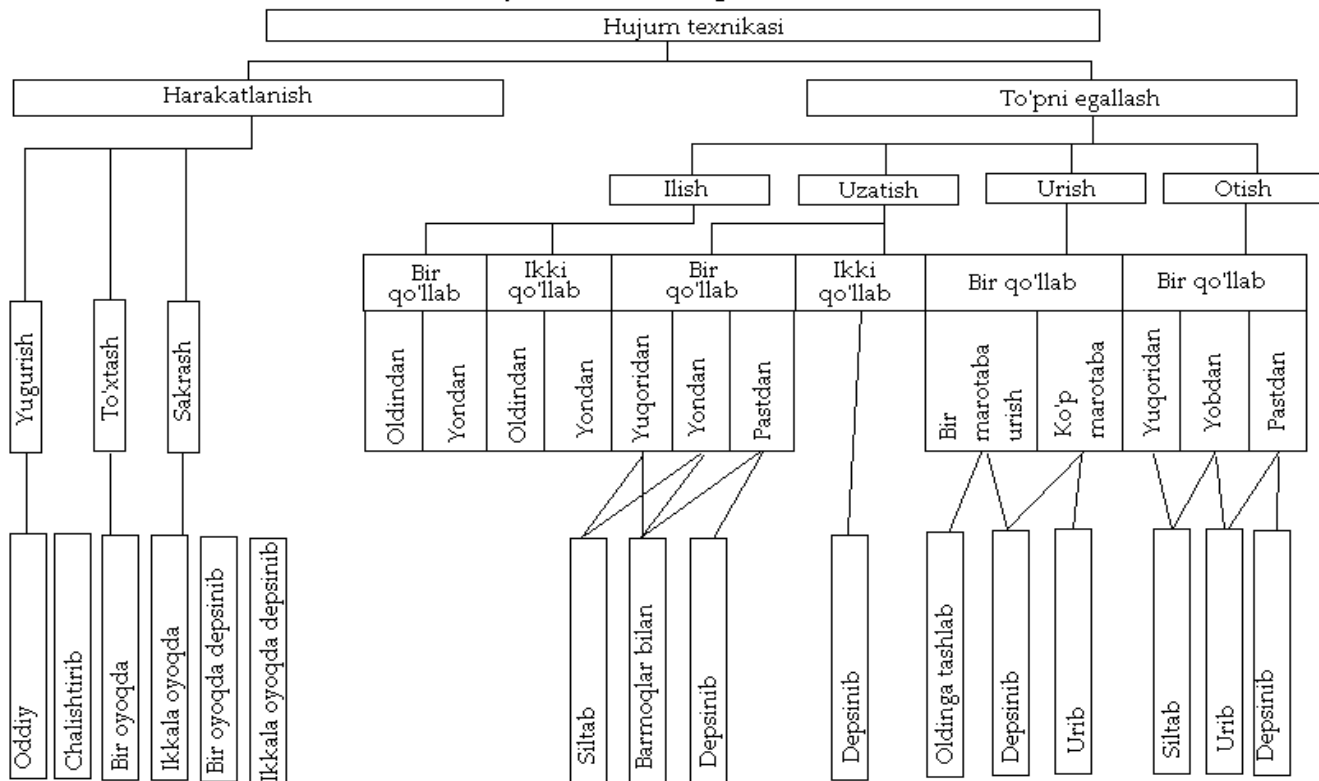 Hujum texnikasi
Harakatlanish
To'pni egallash
Ilish
Uzatish
Urish
Otish
Bir
qo'llab
Ikki
qo'llab
Bir
qo'llab
Ikki
qo'llab
Bir qo'llab
Bir qo'llab
Yugurish
To'xtash
Sakrash
Oldindan
Yondan
Oldindan
Yondan
Yuqoridan
Yondan
Pastdan
Bir
marotaba
urish
Ko'p
marotaba
Yuqoridan
Yobdan
Pastdan
Oddiy
Chalishtirib
Bir oyoqda
Ikkala oyoqda
Bir oyoqda depsinib
Ikkala oyoqda depsinib
Siltab
Barmoqlar bilan
Depsinib
Depsinib
Oldinga tashlab
Depsinib
Urib
Siltab
Urib
Depsinib